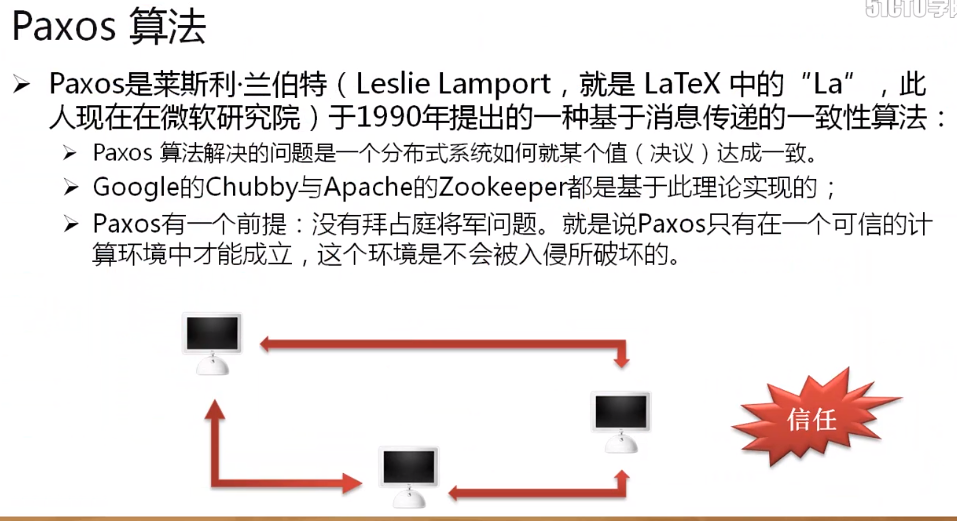 51CTO学
Paxos 算法
➢ Paxos是莱斯利·兰伯特（Leslie Lamport，就是 LaTeX 中的“La”，此
人现在在微软研究院）于1990年提出的一种基于消息传递的一致性算法：
➢ Paxos 算法解决的问题是一个分布式系统如何就某个值（决议）达成一致。
➢ Google的Chubby与Apache的Zookeeper都是基于此理论实现的；
➢ Paxos有一个前提：没有拜占庭将军问题。就是说Paxos只有在一个可信的计
算环境中才能成立，这个环境是不会被入侵所破坏的。
信任